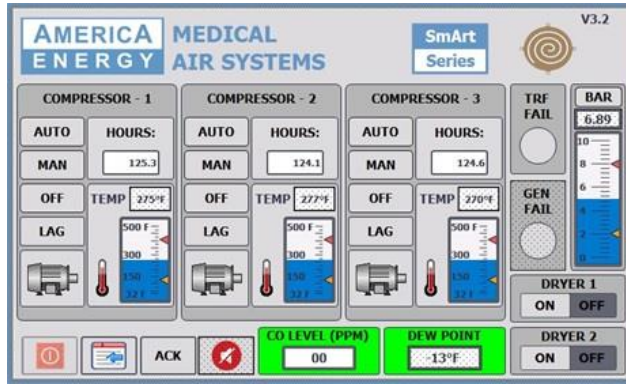 AMERICA
ENERGY
MEDICAL
AIR SYSTEMS
SmArt
Series
V3.2
COMPRESSOR - 1
AUTO
HOURS:
MAN
125.3
OFF
TEMP 275°F
LAG
500 F
300
150
32 F
COMPRESSOR - 2
AUTO
HOURS:
MAN
124.1
OFF
TEMP 277°F
LAG
500 F
300
150
32 F
COMPRESSOR - 3
AUTO
HOURS:
MAN
124.6
OFF
TEMP 270°F
LAG
500 F
300
150
32 F
TRF
FAIL
GEN
FAIL
BAR
6.89
10
8
6
4
2
0
DRYER 1
ON OFF
DRYER 2
ON OFF
ACK
CO LEVEL (PPM)
00
DEW POINT
-13°F